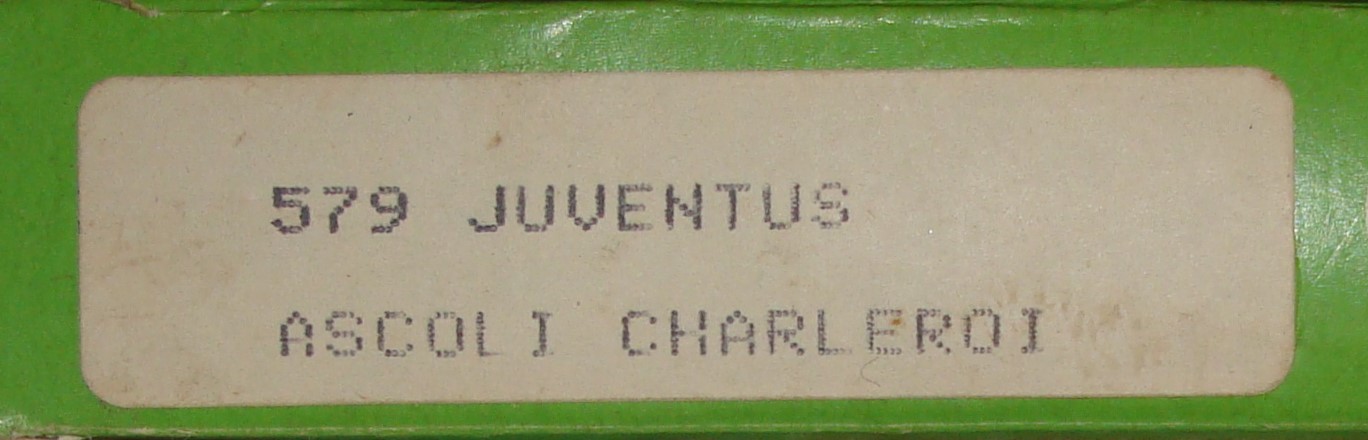 579 JUVENTUS
ASCOLI CHARLEROI